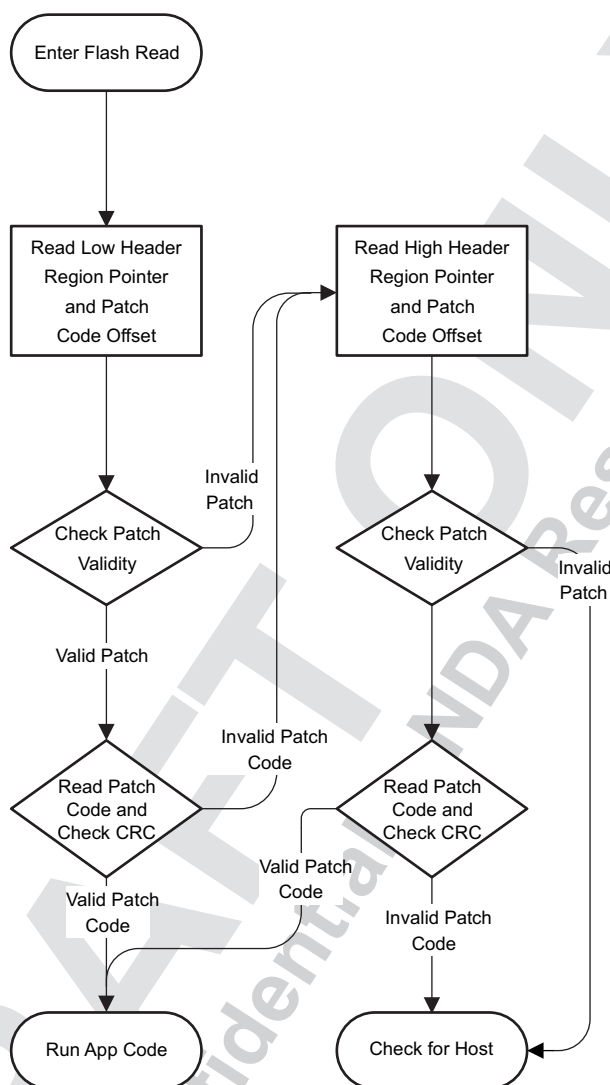 Enter Flash Read
Read Low Header
Region Pointer
and Patch
Code Offset
Read High Header
Region Pointer
and Patch
Code Offset
Invalid
Patch
Check Patch
Validity
Check Patch
Validity
Invalid
Patch
Valid Patch
Invalid Patch
Code
Read Patch
Code and
Check CRC
Read Patch
Code and
Check CRC
Valid Patch
Code
Valid Patch
Code
Invalid Patch
Code
Run App Code
Check for Host
NDA Res
fidential